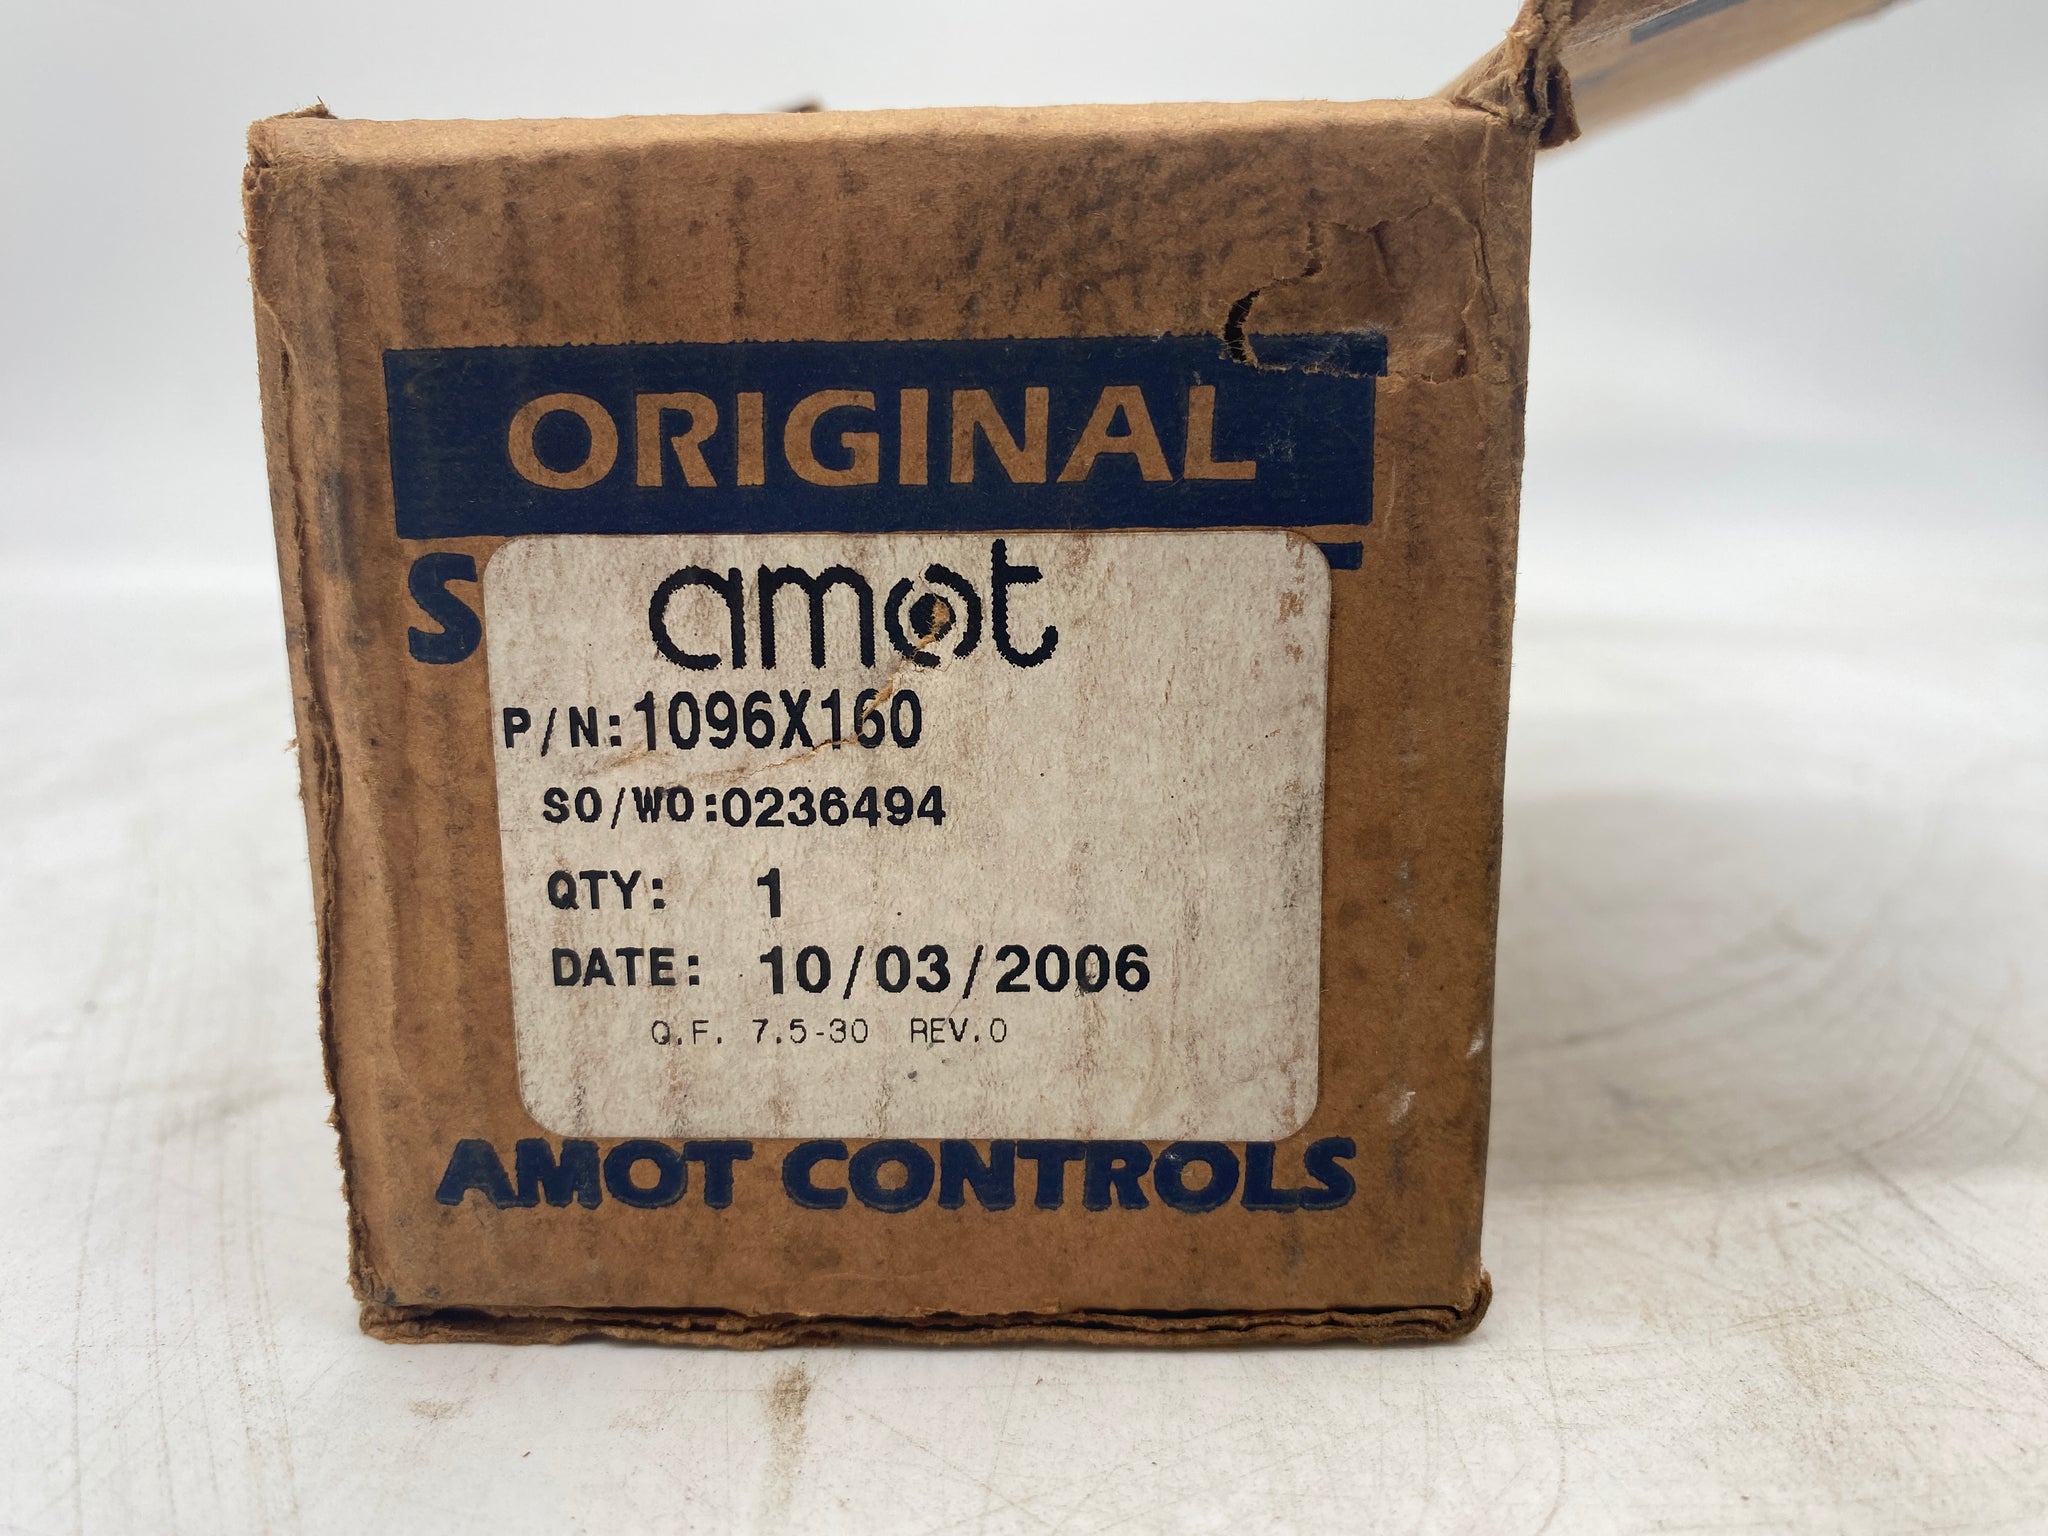 ORIGINAL
amot
P/N: 1096X160
SO/WO: 0236494
QTY: 1
DATE: 10/03/2006
Q.F. 7.5-30 REV.0
AMOT CONTROLS